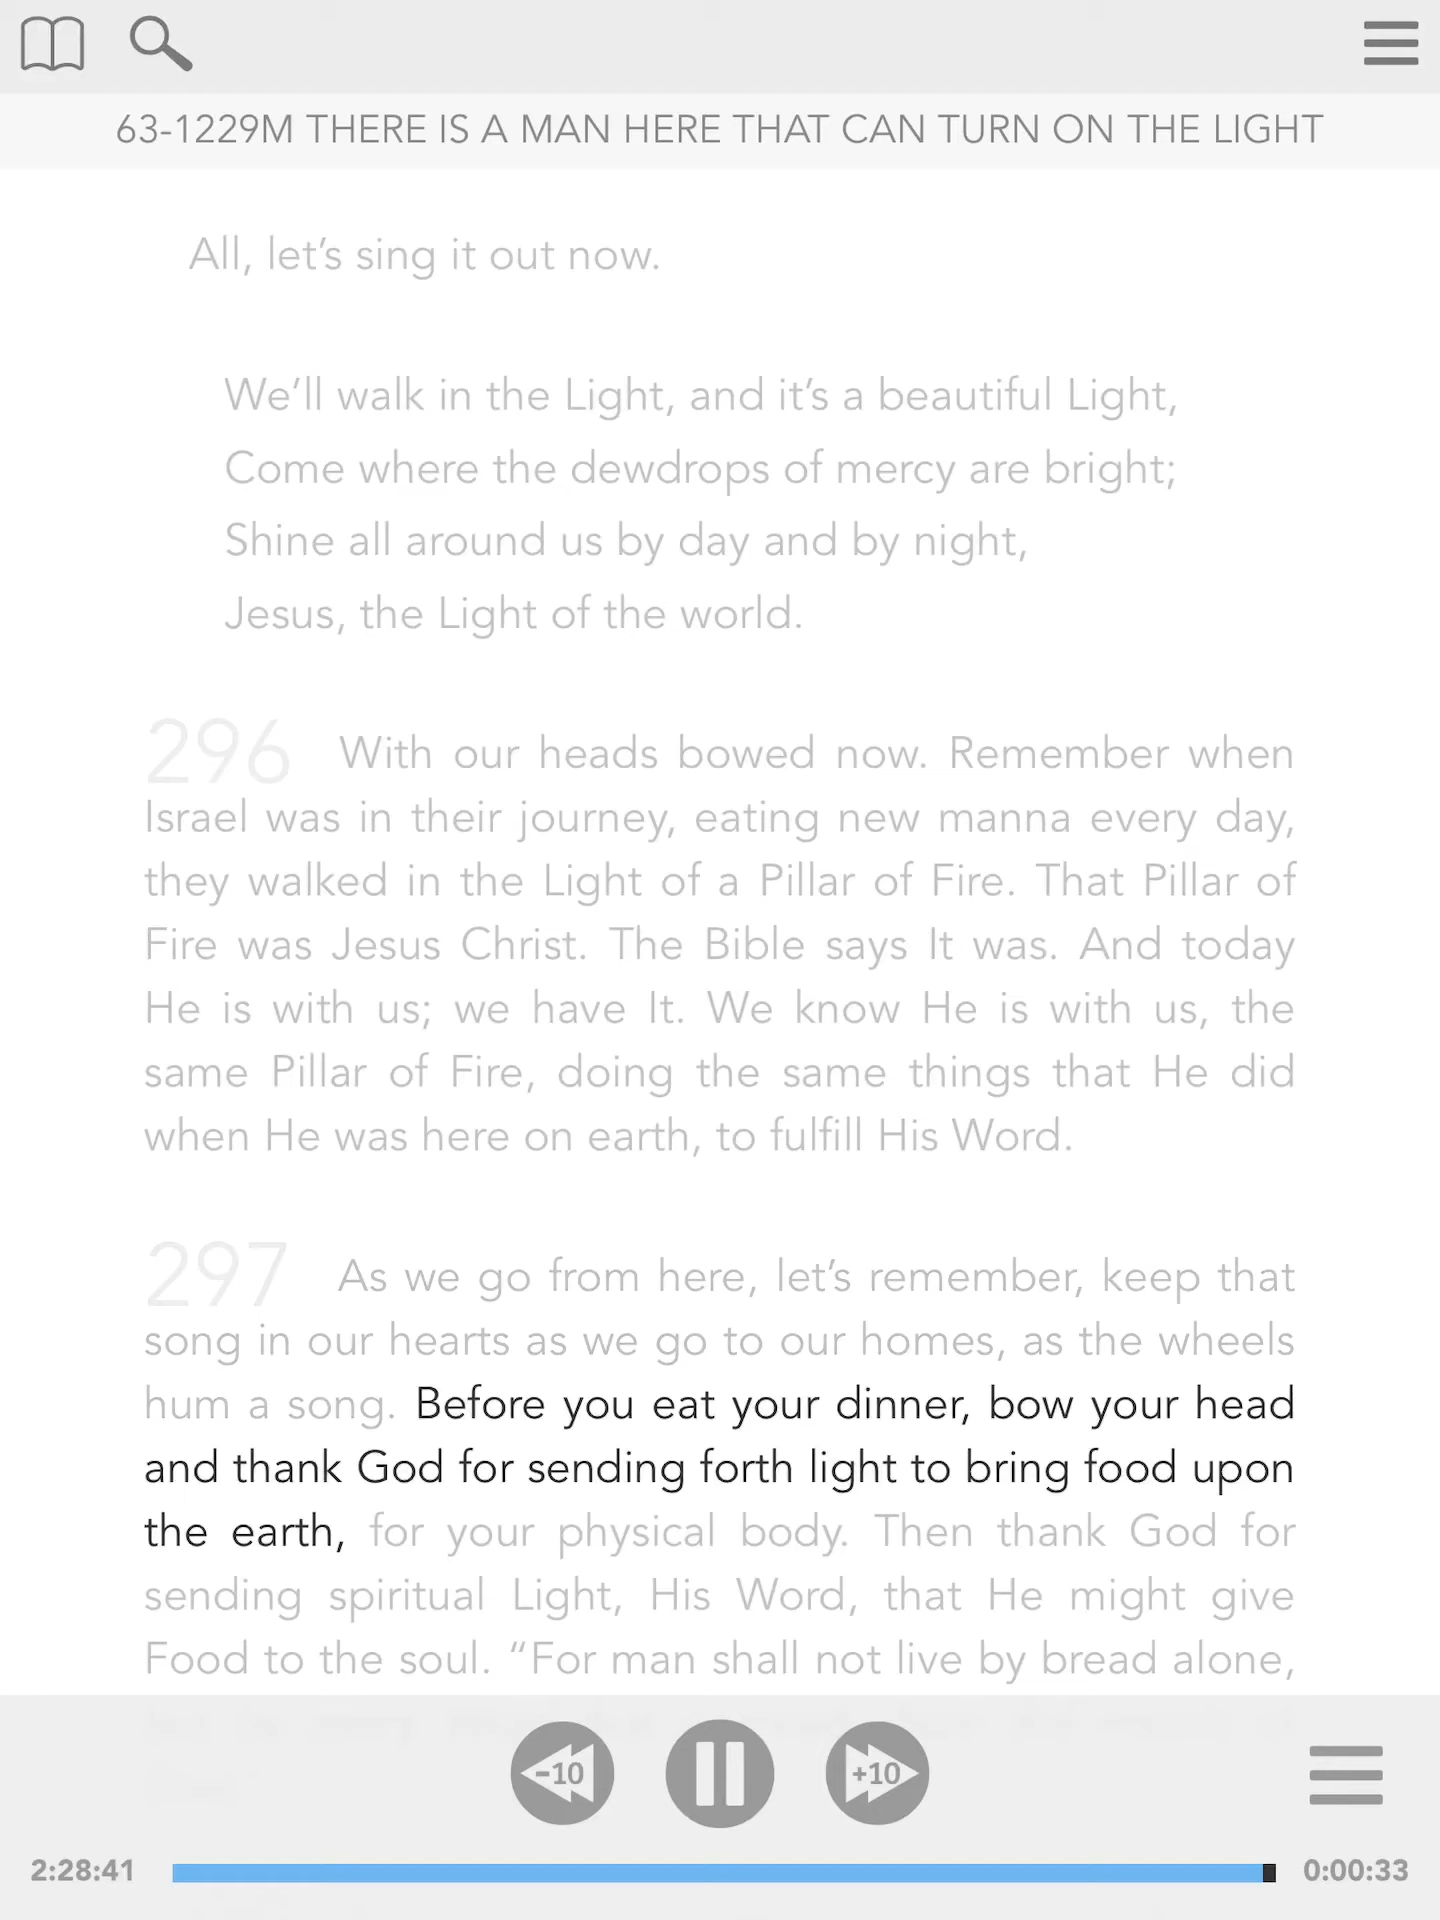 63-1229M THERE IS A MAN HERE THAT CAN TURN ON THE LIGHT
All, let’s sing it out now.
We’ll walk in the Light, and it’s a beautiful Light,
Come where the dewdrops of mercy are bright;
Shine all around us by day and by night,
Jesus, the Light of the world.
296 With our heads bowed now. Remember when
Israel was in their journey, eating new manna every day,
they walked in the Light of a Pillar of Fire. That Pillar of
Fire was Jesus Christ. The Bible says It was. And today
He is with us; we have It. We know He is with us, the
same Pillar of Fire, doing the same things that He did
when He was here on earth, to fulfill His Word.
297 As we go from here, let’s remember, keep that
song in our hearts as we go to our homes, as the wheels
hum a song. Before you eat your dinner, bow your head
and thank God for sending forth light to bring food upon
the earth, for your physical body. Then thank God for
sending spiritual Light, His Word, that He might give
Food to the soul. “For man shall not live by bread alone,
-10 +10
2:28:41 0:00:33